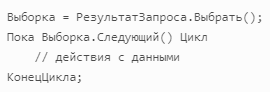 Выборка = РезультатЗапроса.Выбрать();
Пока Выборка.Следующий() Цикл
    // действия с данными
КонецЦикла;